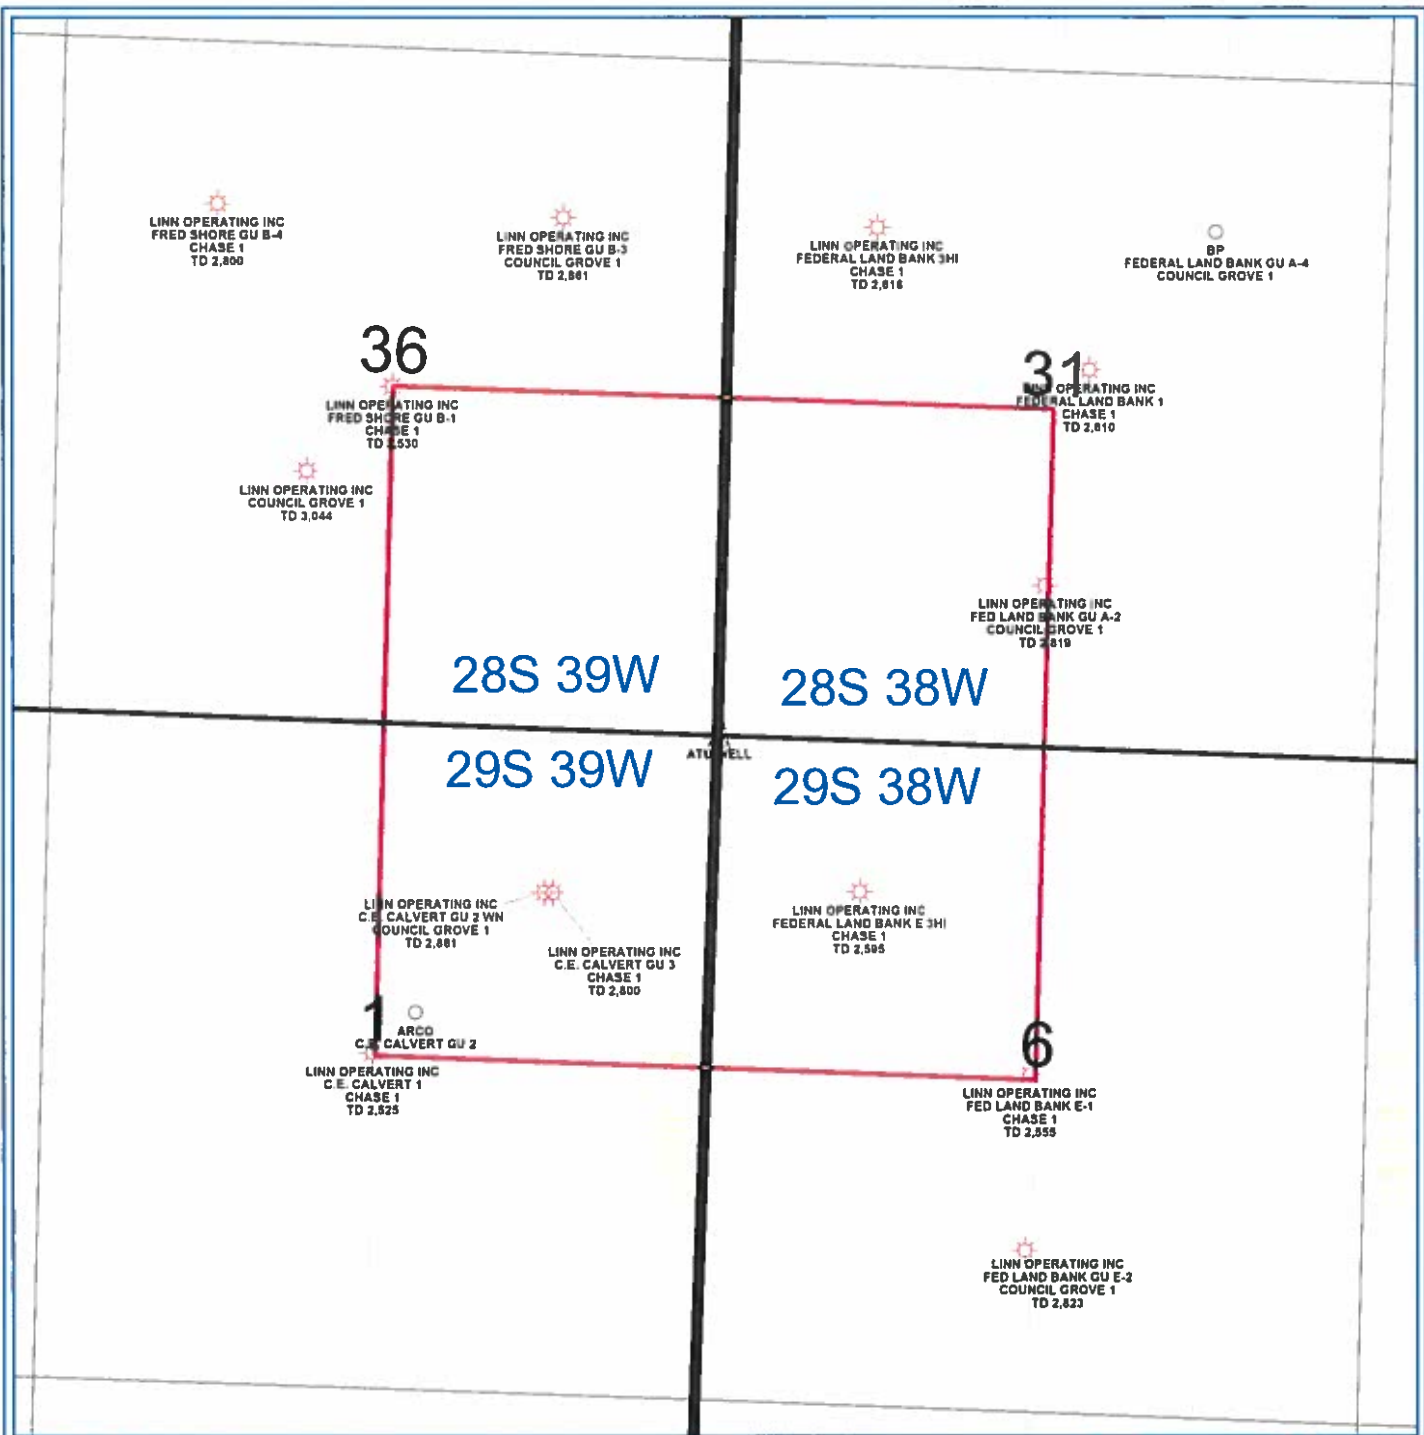 LINN OPERATING INC
FRED SHORE GU B-4
CHASE 1
TD 2,800
LINN OPERATING INC
FRED SHORE GU B-3
COUNCIL GROVE 1
TD 2,861
LINN OPERATING INC
FEDERAL LAND BANK 3HI
CHASE 1
TD 2,618
BP
FEDERAL LAND BANK GU A-4
COUNCIL GROVE 1
36
31
LINN OPERATING INC
FRED SHORE GU B-1
CHASE 1
TD 2,530
OPERATING INC
FEDERAL LAND BANK 1
CHASE 1
TD 2,610
LINN OPERATING INC
COUNCIL GROVE 1
TD 3,044
LINN OPERATING INC
FED LAND BANK GU A-2
COUNCIL GROVE 1
TD 2,819
28S 39W
28S 38W
29S 39W
29S 38W
LINN OPERATING INC
C.E. CALVERT GU 2 WN
COUNCIL GROVE 1
TD 2,881
LINN OPERATING INC
C.E. CALVERT GU 3
CHASE 1
TD 2,800
LINN OPERATING INC
FEDERAL LAND BANK E 3HI
CHASE 1
TD 2,595
1
ARCO
C.E. CALVERT GU 2
6
LINN OPERATING INC
C.E. CALVERT 1
CHASE 1
TD 2,525
LINN OPERATING INC
FED LAND BANK E-1
CHASE 1
TD 2,555
LINN OPERATING INC
FED LAND BANK GU E-2
COUNCIL GROVE 1
TD 2,823